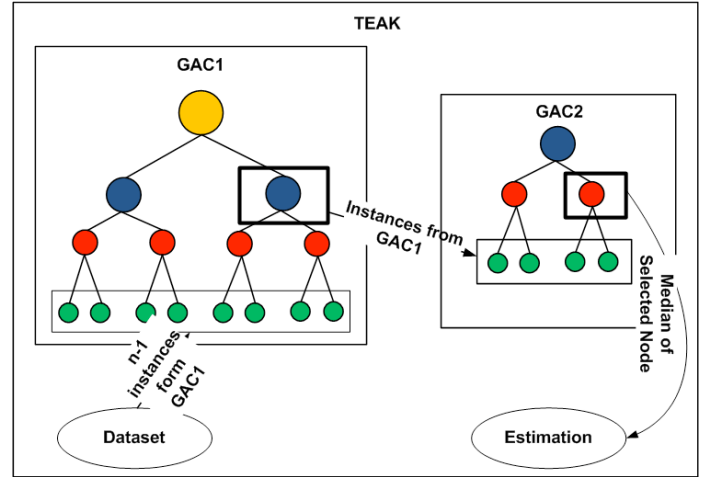 TEAK
GAC1
GAC2
Instances from
GAC1
Median of
Selected Node
n-1
instances
form
GAC1
Dataset
Estimation